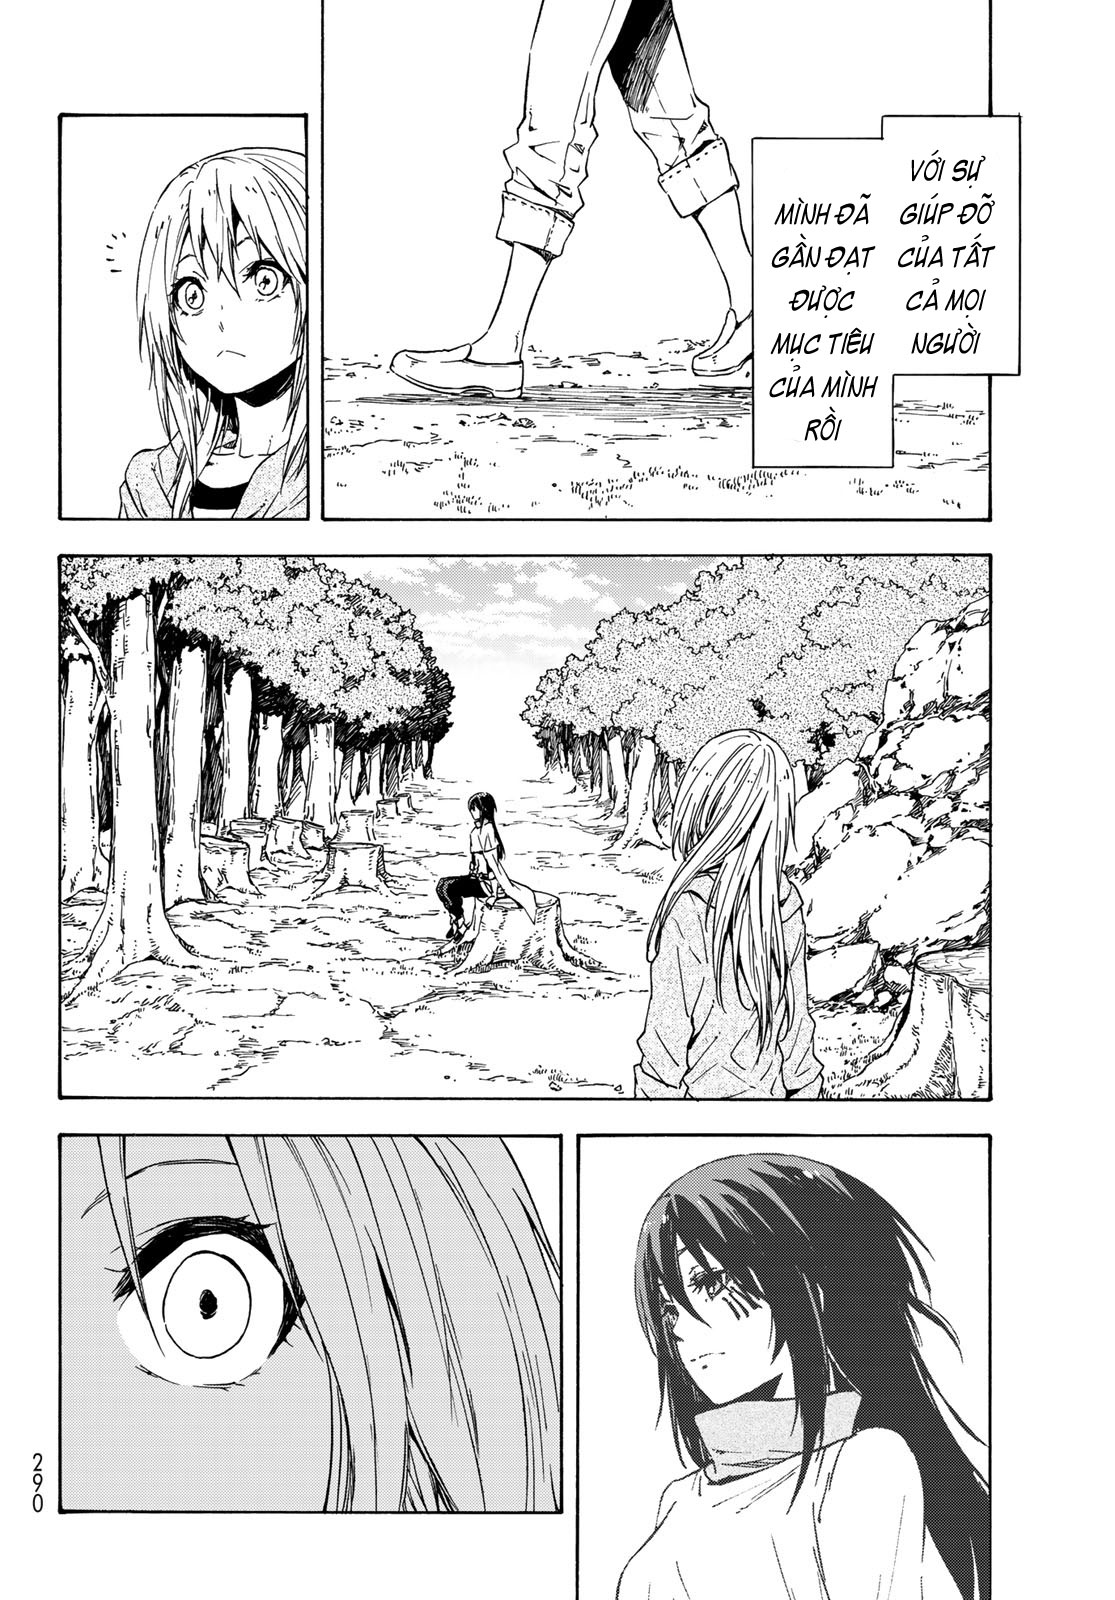 VỚI SỰ
GIÚP ĐỠ
CỦA TẤT
CẢ MỌI
NGƯỜI
MÌNH ĐÃ
GẦN ĐẠT
ĐƯỢC
MỤC TIÊU
CỦA MÌNH
RỒI
290